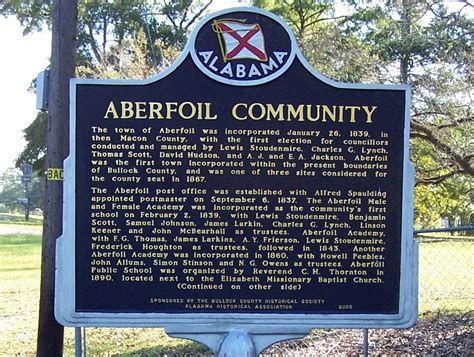 ALABAMA
ABERFOIL COMMUNITY
The town of Aberfoil was incorporated January 26, 1839, in
then Macon County, with the first election for councillors
conducted and managed by Lewis Stoudenmire, Charles G. Lynch,
Thomas Scott, David Hudson, and A. J. and E. A. Jackson. Aberfoil
was the first town incorporated within the present boundaries
of Bullock County, and was one of three sites considered for
the county seat in 1867.
The Aberfoil post office was established with Alfred Spaulding
appointed postmaster on September 6, 1837. The Aberfoil Male
and Female Academy was incorporated as the community's first
school on February 2, 1839, with Lewis Stoudenmire, Benjamin
Scott, Samuel Johnson, James Larkin, Charles G. Lynch, Linson
Keener and John McBearhall as trustees. Aberfoil Academy,
with F.G. Thomas, James Larkins, A.Y. Frierson, Lewis Stoudenmire,
Frederick Houghton as trustees, followed in 1843. Another
Aberfoil Academy was incorporated in 1860, with Howell Peebles,
John Allums, Simon Stinson and N. G. Owens as trustees. Aberfoil
Public School was organized by Reverend C. H. Thornton in
1890, located next to the Elizabeth Missionary Baptist Church.
(Continued on other side)
SPONSORED BY THE BULLOCK COUNTY HISTORICAL SOCIETY
ALABAMA HISTORICAL ASSOCIATION 2005